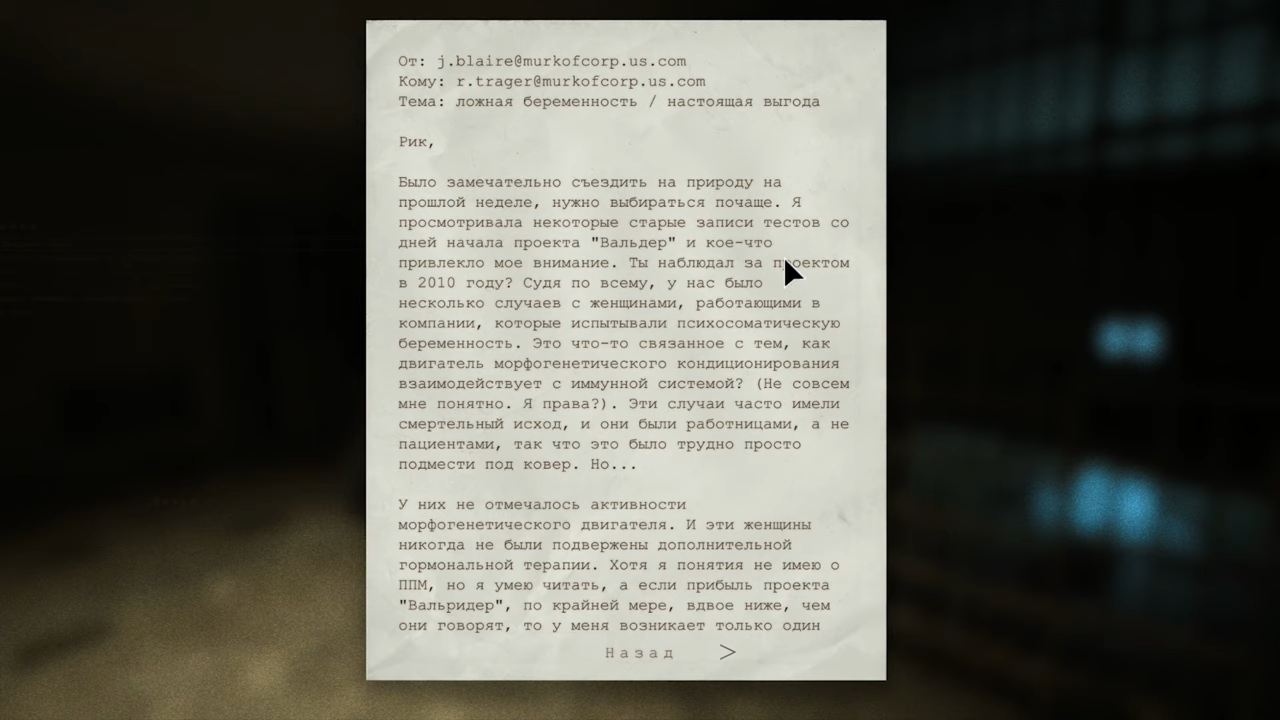 От: j.blaire@murkofcorp.us.com
Кому: r.trager@murkofcorp.us.com
Тема: ложная беременность / настоящая выгода
Рик,
Было замечательно съездить на природу на
прошлой неделе, нужно выбираться почаще. Я
просмотривала некоторые старые записи тестов со
дней начала проекта "Вальдер" и кое-что
привлекло мое внимание. Ты наблюдал за проектом
в 2010 году? Судя по всему, у нас было
несколько случаев с женщинами, работающими в
компании, которые испытывали психосоматическую
беременность. Это что-то связанное с тем, как
двигатель морфогенетического кондиционирования
взаимодействует с иммунной системой? (Не совсем
мне понятно. Я права?). Эти случаи часто имели
смертельный исход, и они были работницами, а не
пациентами, так что это было трудно просто
подмести под ковер. Но...
У них не отмечалось активности
морфогенетического двигателя. И эти женщины
никогда не были подвержены дополнительной
гормональной терапии. Хотя я понятия не имею о
ППМ, но я умею читать, а если прибыль проекта
"Вальридер", по крайней мере, вдвое ниже, чем
они говорят, то у меня возникает только один
Назад >